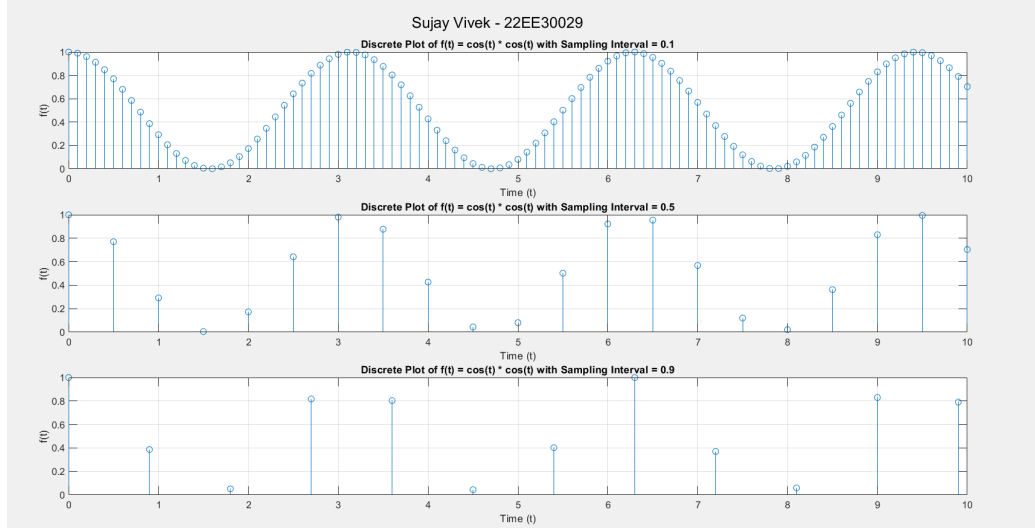 Sujay Vivek - 22EE30029
Discrete Plot of f(t) = cos(t) * cos(t) with Sampling Interval = 0.1
f(t)
1
0.8
0.6
0.4
0.2
0
0 1 2 3 4 5 6 7 8 9 10
Time (t)
Discrete Plot of f(t) = cos(t) * cos(t) with Sampling Interval = 0.5
f(t)
1
0.8
0.6
0.4
0.2
0
0 1 2 3 4 5 6 7 8 9 10
Time (t)
Discrete Plot of f(t) = cos(t) * cos(t) with Sampling Interval = 0.9
f(t)
1
0.8
0.6
0.4
0.2
0
0 1 2 3 4 5 6 7 8 9 10
Time (t)